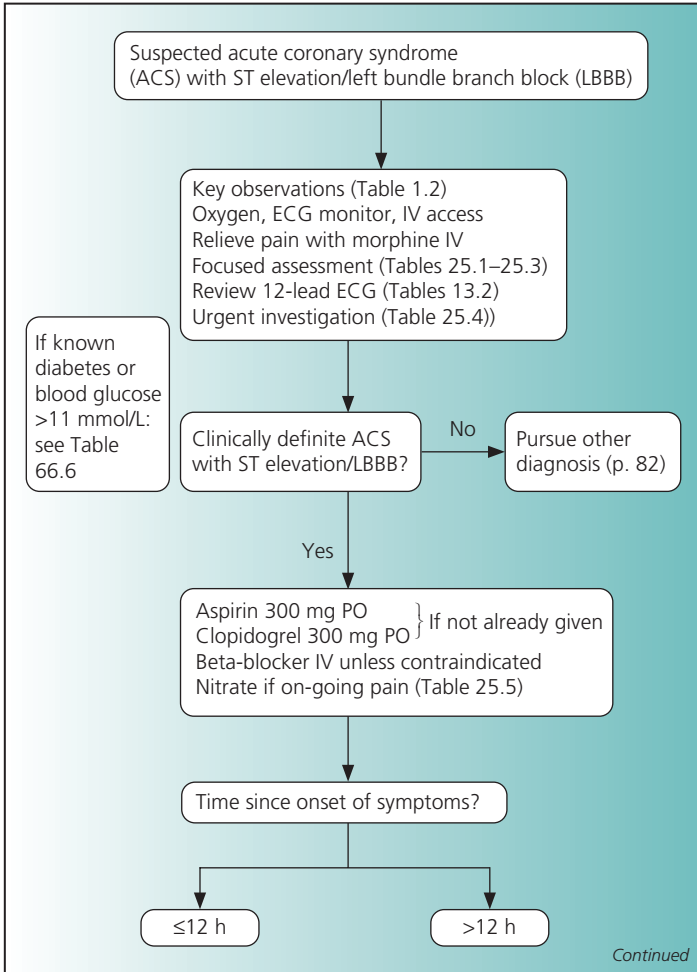 Suspected acute coronary syndrome
(ACS) with ST elevation/left bundle branch block (LBBB)
Key observations (Table 1.2)
Oxygen, ECG monitor, IV access
Relieve pain with morphine IV
Focused assessment (Tables 25.1–25.3)
Review 12-lead ECG (Tables 13.2)
Urgent investigation (Table 25.4))
If known
diabetes or
blood glucose
>11 mmol/L:
see Table
66.6
Clinically definite ACS
with ST elevation/LBBB?
No
Pursue other
diagnosis (p. 82)
Yes
Aspirin 300 mg PO
Clopidogrel 300 mg PO
If not already given
Beta-blocker IV unless contraindicated
Nitrate if on-going pain (Table 25.5)
Time since onset of symptoms?
≤12 h
>12 h
Continued